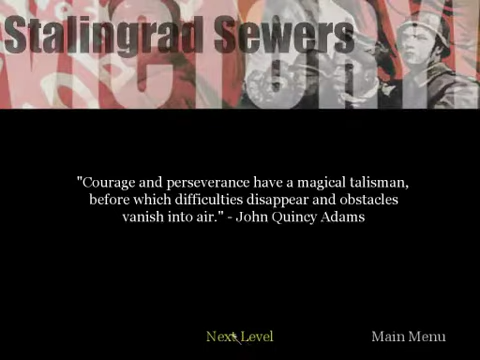 VICTORY
Stalingrad Sewers
"Courage and perseverance have a magical talisman,
before which difficulties disappear and obstacles
vanish into air." - John Quincy Adams
Next Level
Main Menu